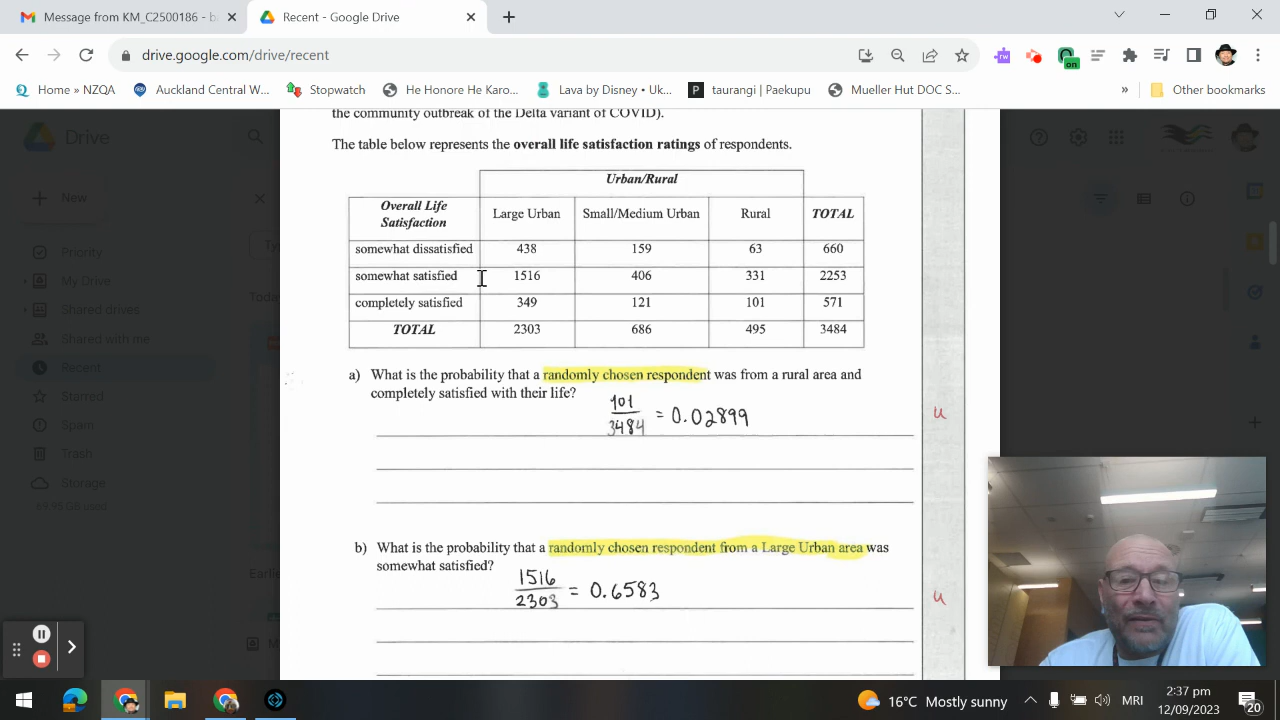 Message from KM_C2500186 - b
Recent - Google Drive
drive.google.com/drive/recent
on
Home » NZQA
Auckland Central W...
Stopwatch
He Honore He Karo...
Lava by Disney • Uk...
taurangi | Paekupu
Mueller Hut DOC S...
»
Other bookmarks
Drive
New
Priority
My Drive
Shared drives
Shared with me
Recent
Starred
Spam
Trash
Storage
69.95 GB used
the community outbreak of the Delta variant of COVID).
The table below represents the overall life satisfaction ratings of respondents.
Urban/Rural
Overall Life Satisfaction Large Urban Small/Medium Urban Rural TOTAL
somewhat dissatisfied 438 159 63 660
somewhat satisfied 1516 406 331 2253
completely satisfied 349 121 101 571
TOTAL 2303 686 495 3484
a) What is the probability that a randomly chosen respondent was from a rural area and
completely satisfied with their life?
101
3484 = 0.02899
u
b) What is the probability that a randomly chosen respondent from a Large Urban area was
somewhat satisfied?
1516
2303 = 0.6583
u
16°C Mostly sunny
MRI
2:37 pm
12/09/2023
20